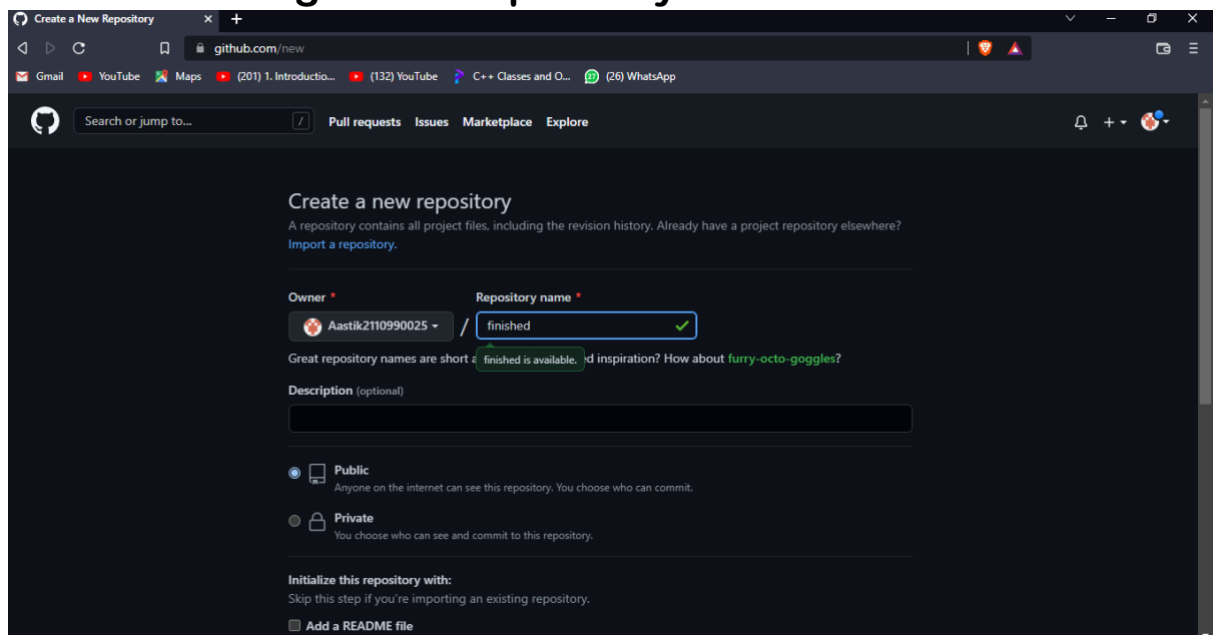 Create a New Repository
github.com/new
Gmail YouTube Maps (201) 1. Introductio... (132) YouTube C++ Classes and O... (26) WhatsApp
Search or jump to... / Pull requests Issues Marketplace Explore
Create a new repository
A repository contains all project files, including the revision history. Already have a project repository elsewhere?
Import a repository.
Owner * Repository name *
Aastik2110990025 / finished
Great repository names are short finished is available. inspiration? How about furry-octo-goggles?
Description (optional)
Public
Anyone on the internet can see this repository. You choose who can commit.
Private
You choose who can see and commit to this repository.
Initialize this repository with:
Skip this step if you're importing an existing repository.
Add a README file